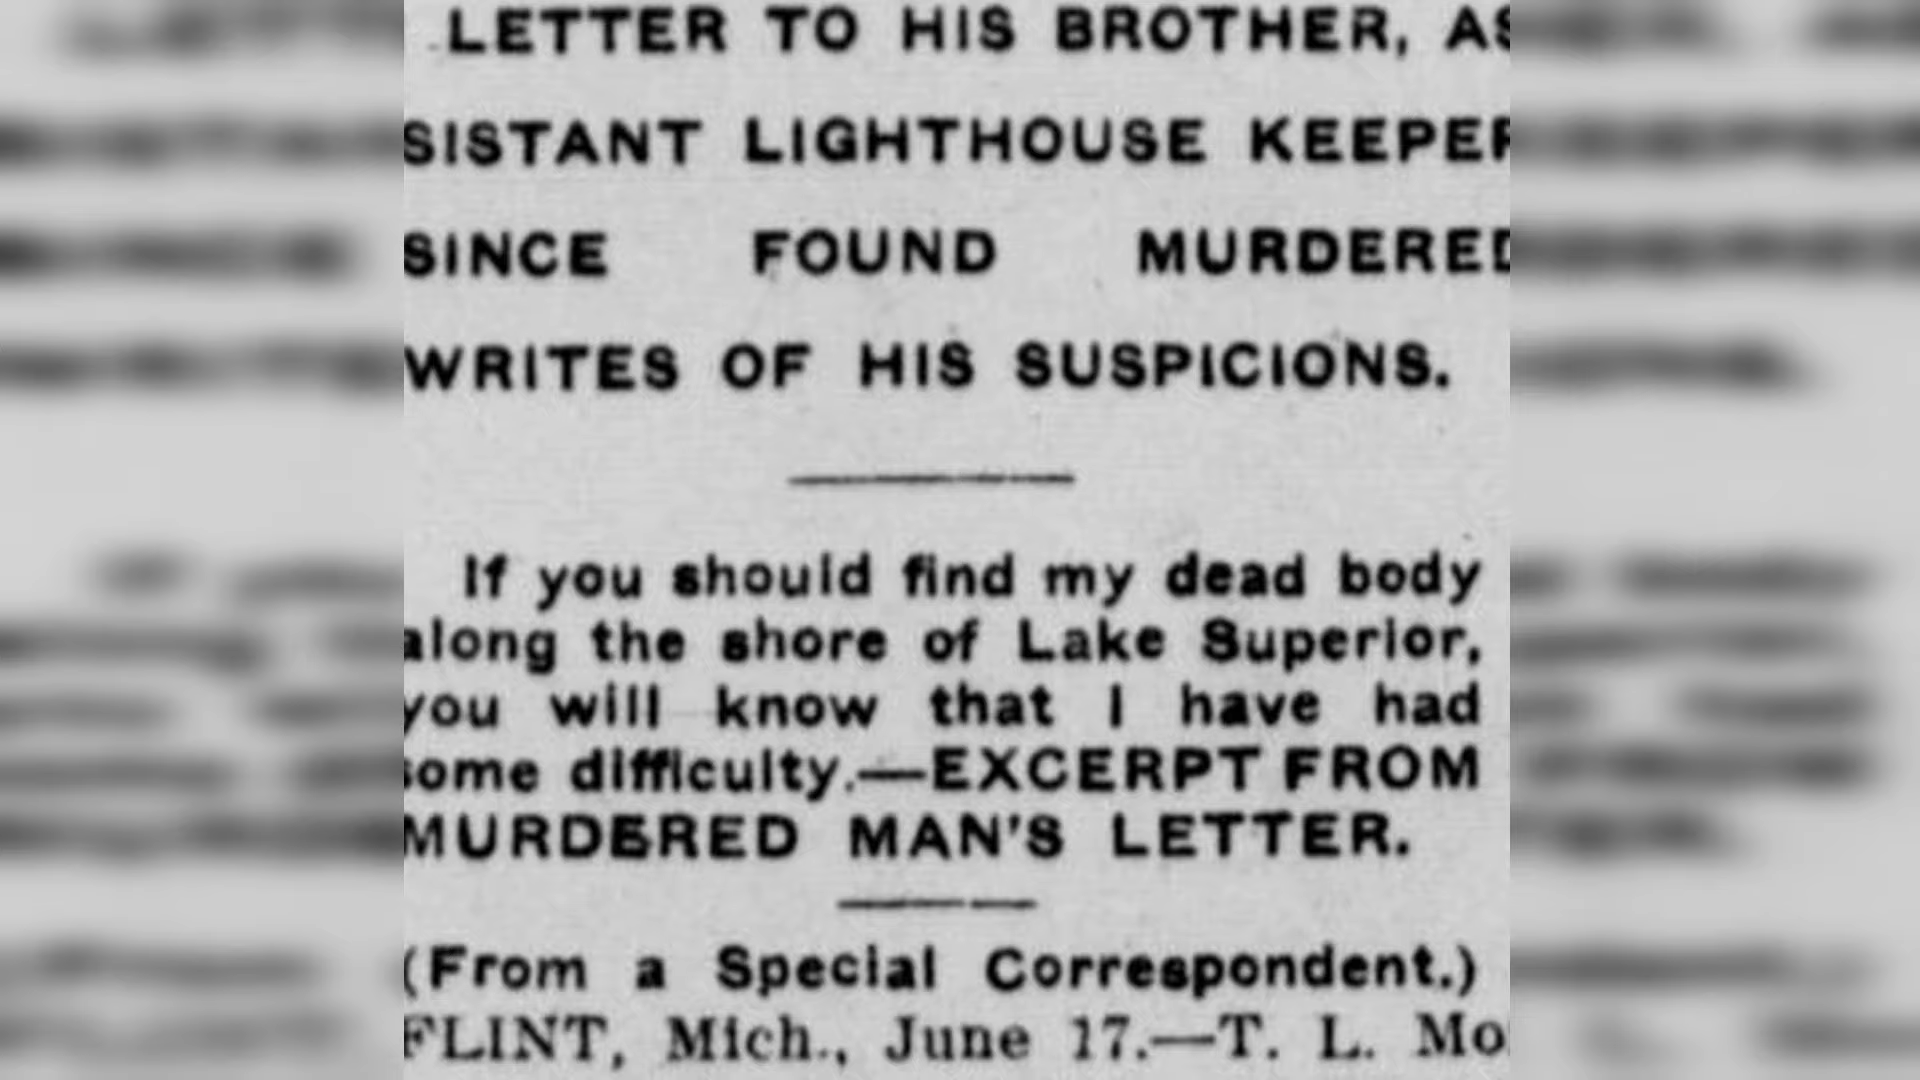 LETTER TO HIS BROTHER, AS
SISTANT LIGHTHOUSE KEEPER
SINCE FOUND MURDERED
WRITES OF HIS SUSPICIONS.
If you should find my dead body
along the shore of Lake Superior,
you will know that I have had
some difficulty.—EXCERPT FROM
MURDERED MAN'S LETTER.
(From a Special Correspondent.)
FLINT, Mich., June 17.—T. L. Mo